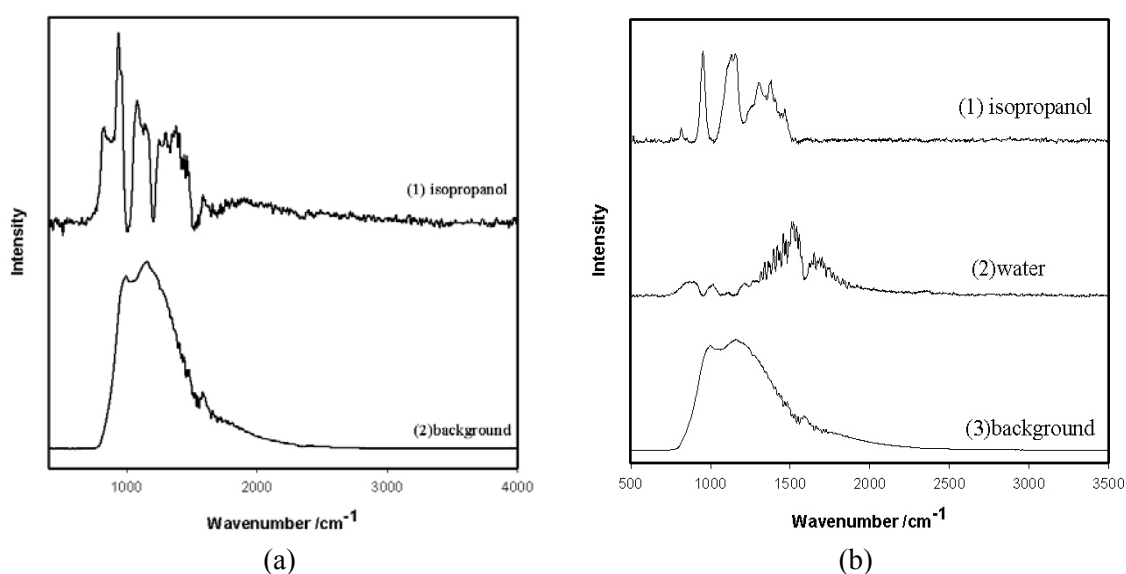 Intensity
(1) isopropanol
(2)background
1000 2000 3000 4000
Wavenumber /cm-1
(a)
Intensity
(1) isopropanol
(2)water
(3)background
500 1000 1500 2000 2500 3000 3500
Wavenumber /cm-1
(b)